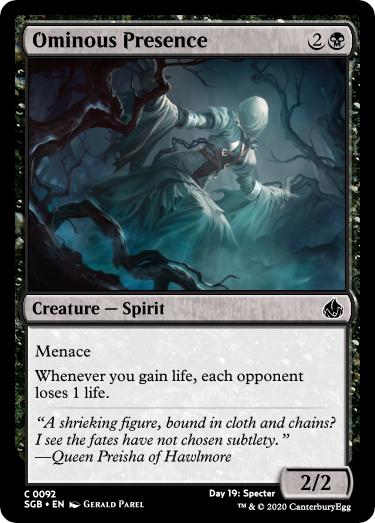 Ominous Presence 2
Creature — Spirit
Menace
Whenever you gain life, each opponent
loses 1 life.
“A shrieking figure, bound in cloth and chains?
I see the fates have not chosen subtlety.”
—Queen Preisha of Hawlmore
2/2
C 0092
SGB • EN GERALD PAREL
Day 19: Specter
™ & © 2020 CanterburyEgg